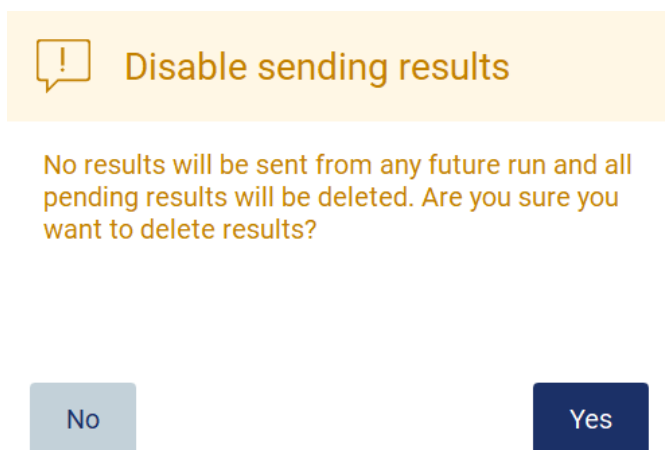 !
Disable sending results
No results will be sent from any future run and all
pending results will be deleted. Are you sure you
want to delete results?
No
Yes